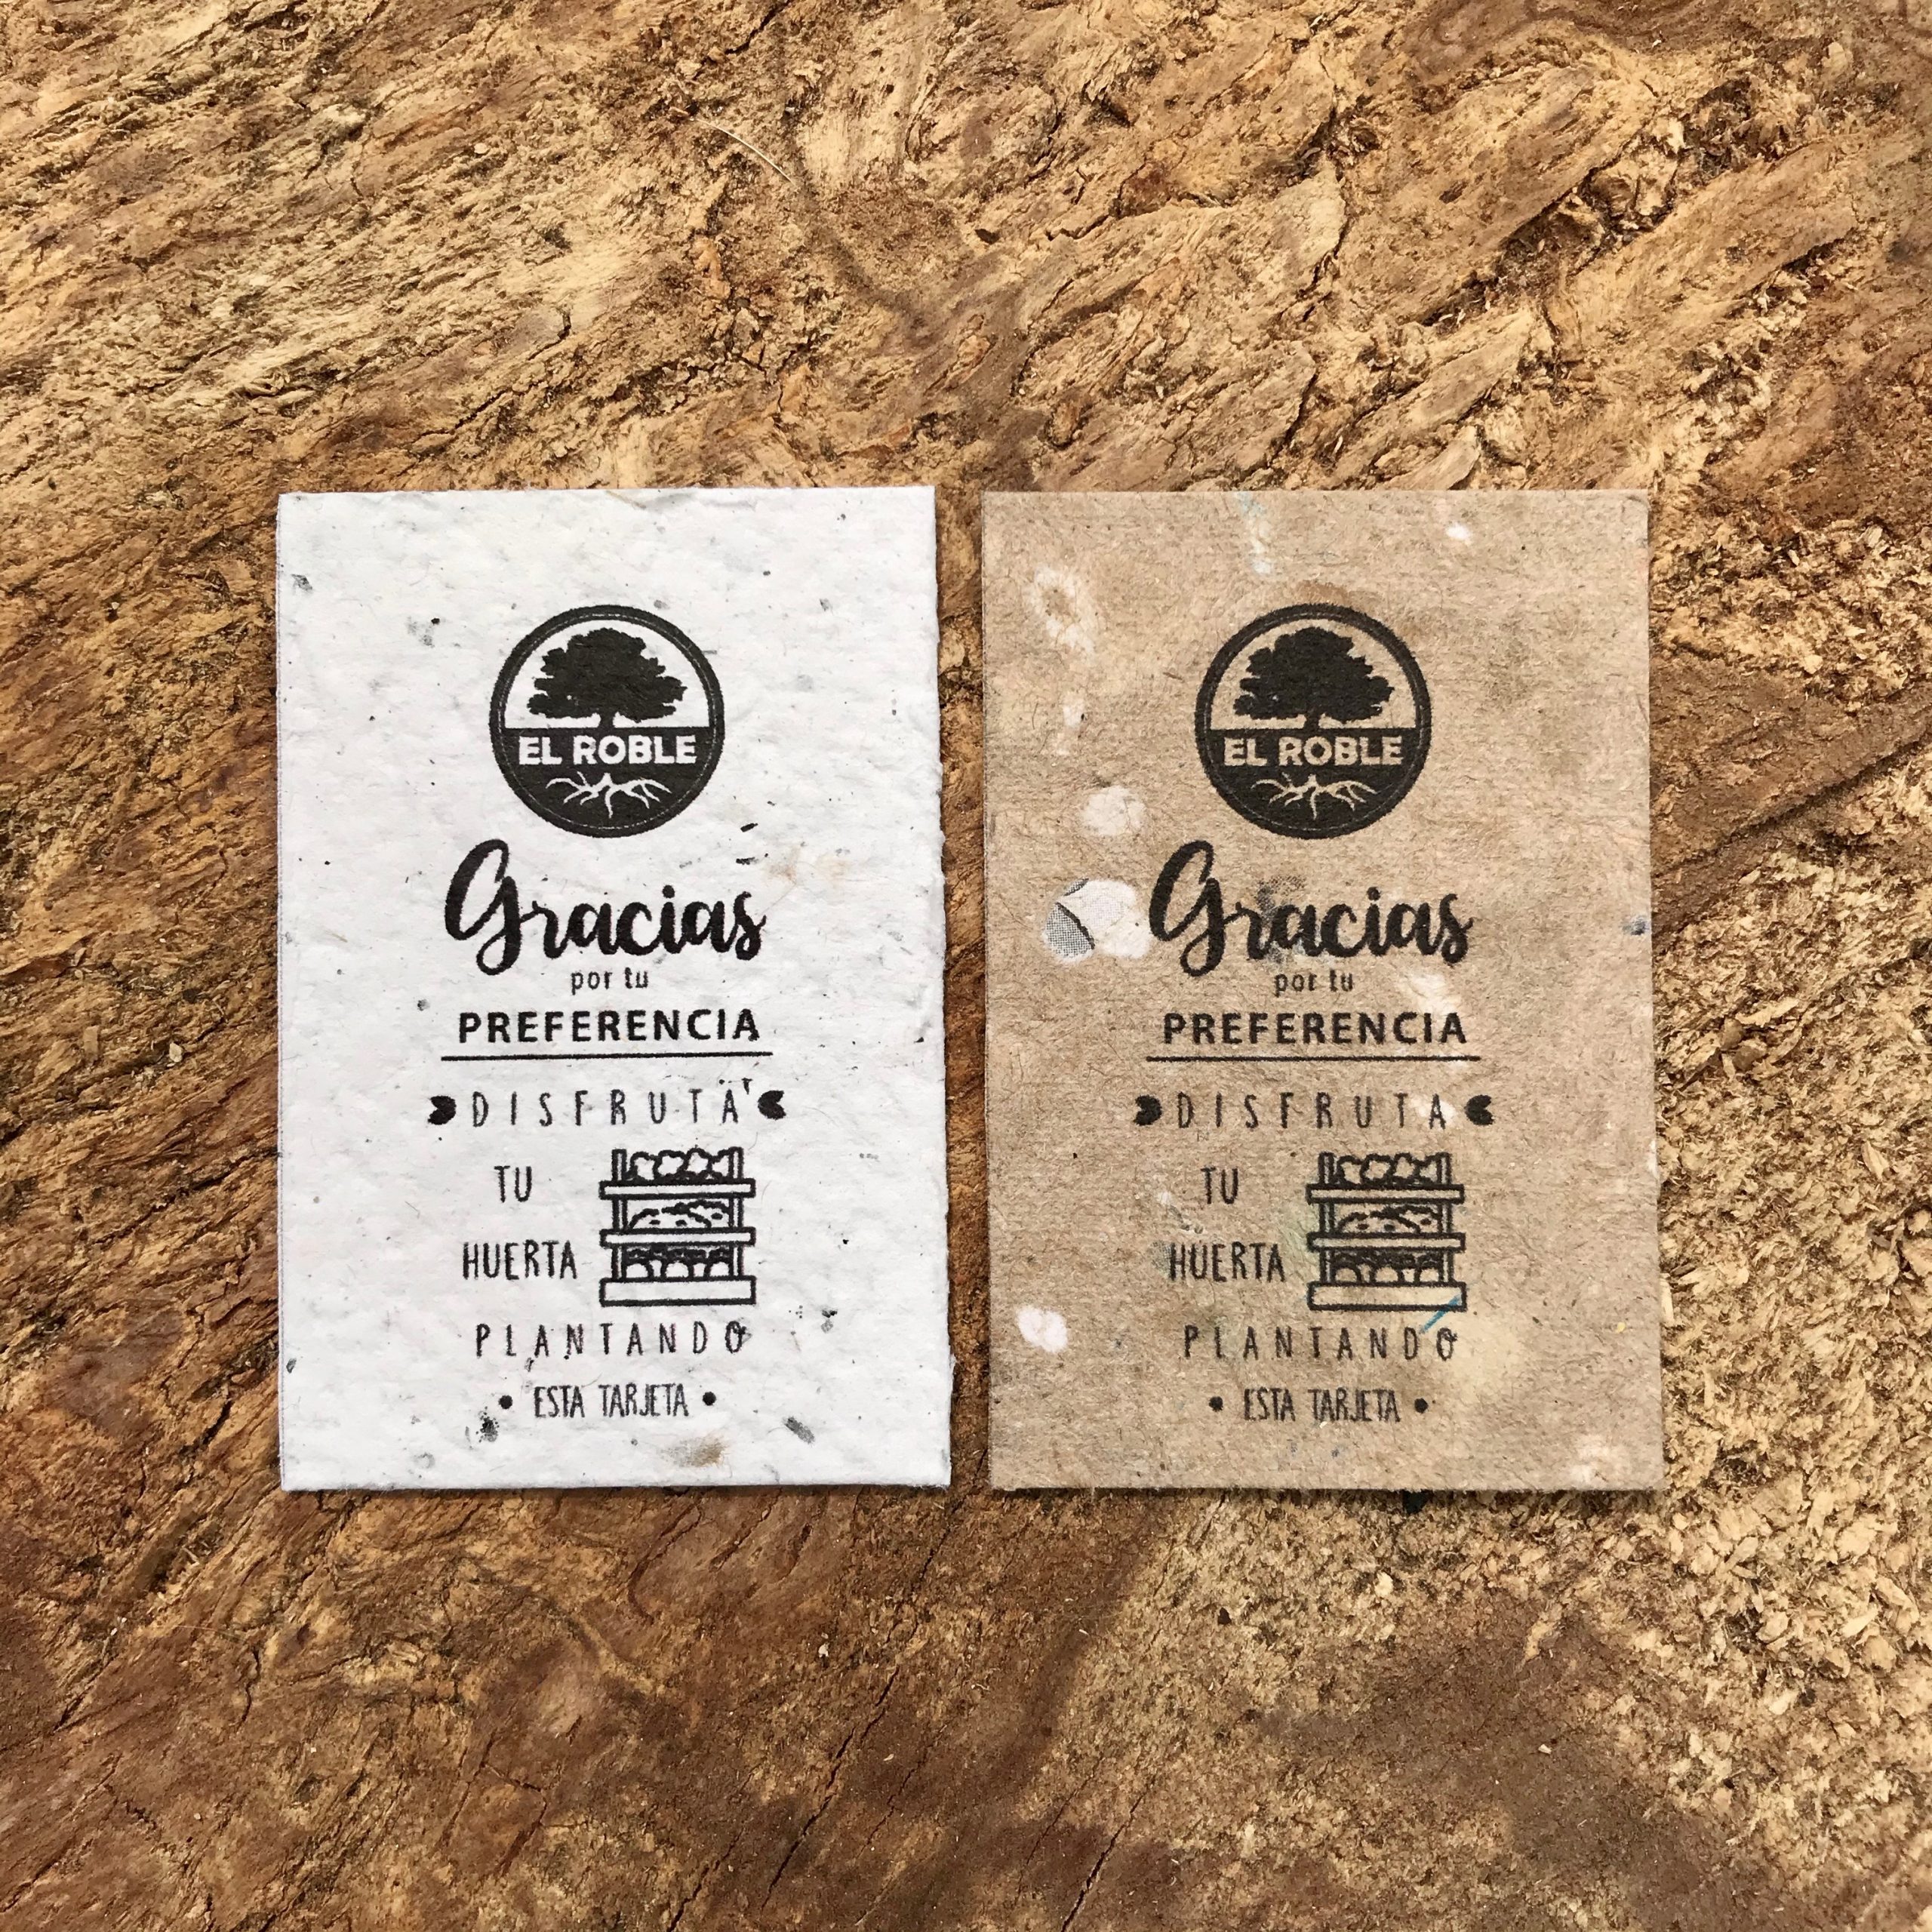 EL ROBLE
Gracias
por tu
PREFERENCIA
DISFRUTA
TU
HUERTA
PLANTANDO
• ESTA TARJETA •
EL ROBLE
Gracias
por tu
PREFERENCIA
DISFRUTA
TU
HUERTA
PLANTANDO
• ESTA TARJETA •